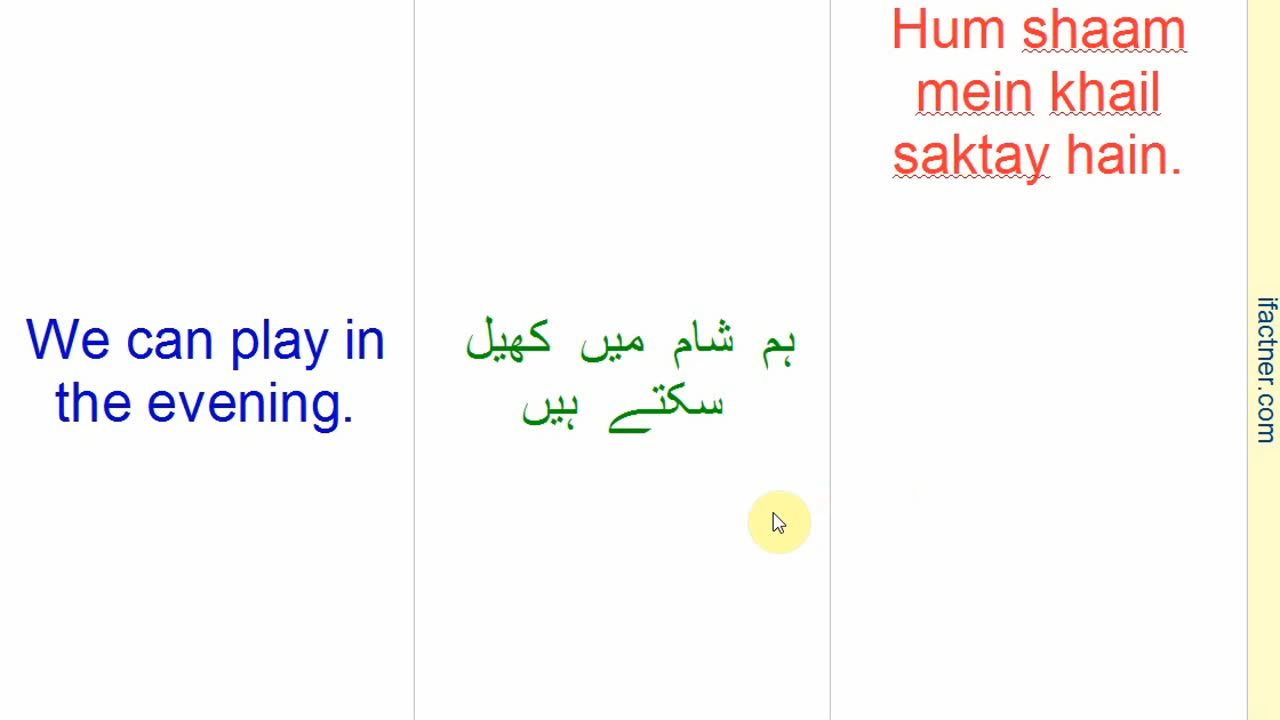 We can play in
the evening.
ہم شام میں کھیل
سکتے ہیں
Hum shaam
mein khail
saktay hain.
ifactner.com